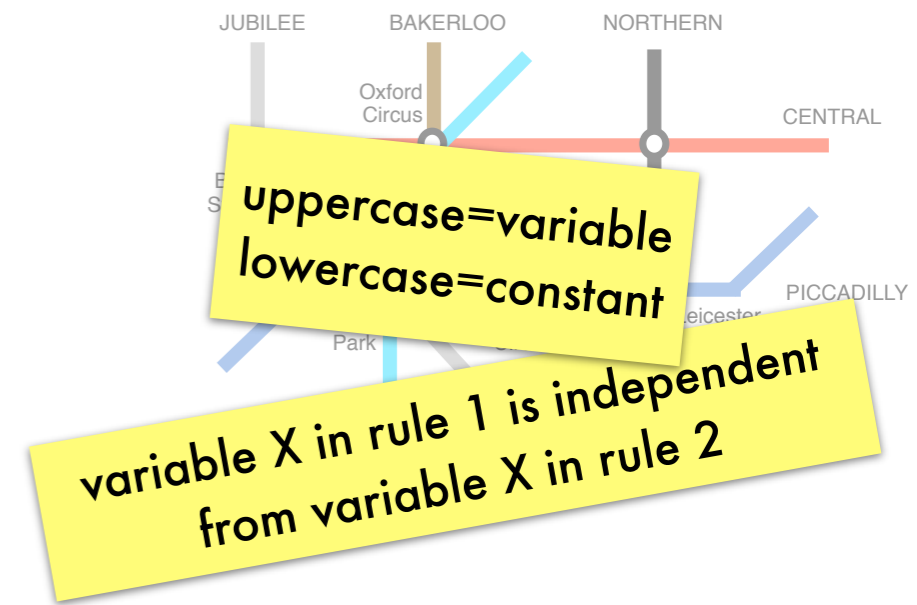 JUBILEE
BAKERLOO
NORTHERN
Oxford
Circus
CENTRAL
uppercase=variable
lowercase=constant
PICCADILLY
Park
variable X in rule 1 is independent
from variable X in rule 2